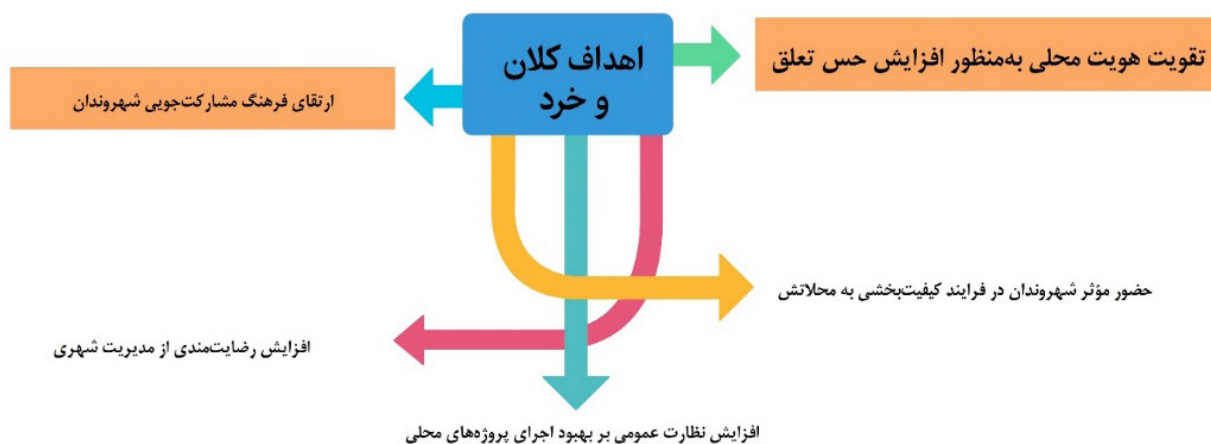 اهداف کلان
و خرد
تقویت هویت محلی به‌منظور افزایش حس تعلق
ارتقای فرهنگ مشارکت‌جویی شهروندان
حضور مؤثر شهروندان در فرایند کیفیت‌بخشی به محلاتش
افزایش رضایت‌مندی از مدیریت شهری
افزایش نظارت عمومی بر بهبود اجرای پروژه‌های محلی